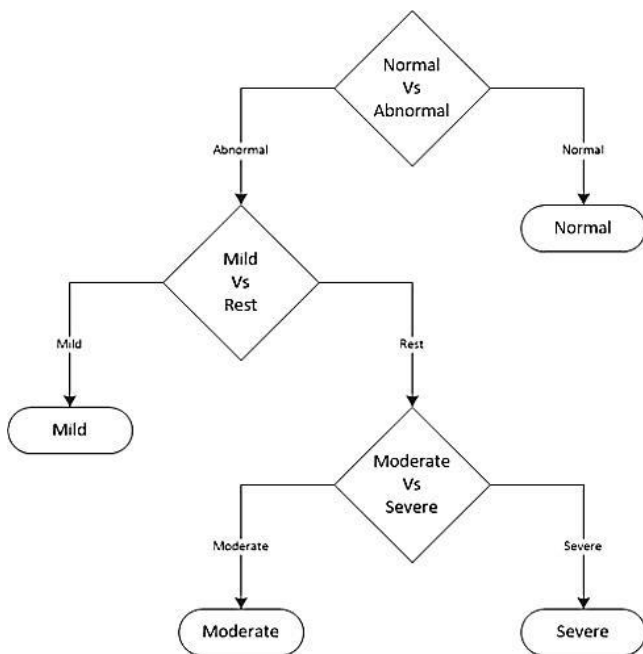 Normal
Vs
Abnormal
Abnormal
Normal
Normal
Mild
Vs
Rest
Mild
Rest
Mild
Moderate
Vs
Severe
Moderate
Severe
Moderate
Severe